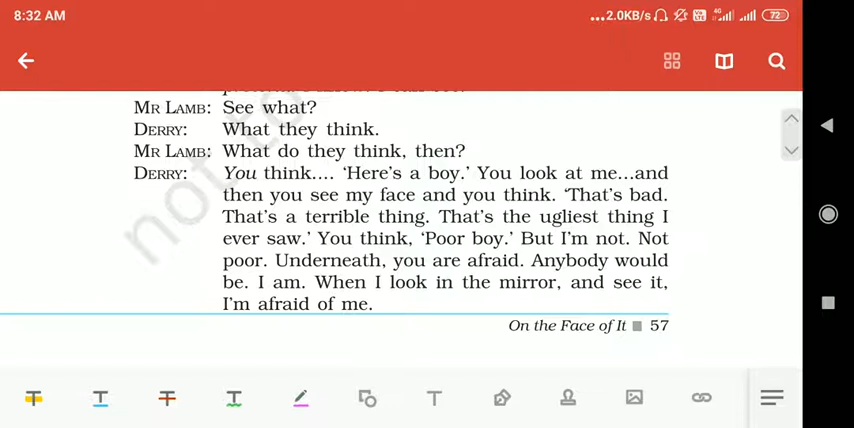 8:32 AM
...2.0KB/s 4G 72
MR LAMB: See what?
DERRY: What they think.
MR LAMB: What do they think, then?
DERRY: You think.... ‘Here’s a boy.’ You look at me...and
then you see my face and you think. ‘That’s bad.
That’s a terrible thing. That’s the ugliest thing I
ever saw.’ You think, ‘Poor boy.’ But I’m not. Not
poor. Underneath, you are afraid. Anybody would
be. I am. When I look in the mirror, and see it,
I’m afraid of me.
On the Face of It ■ 57
not to